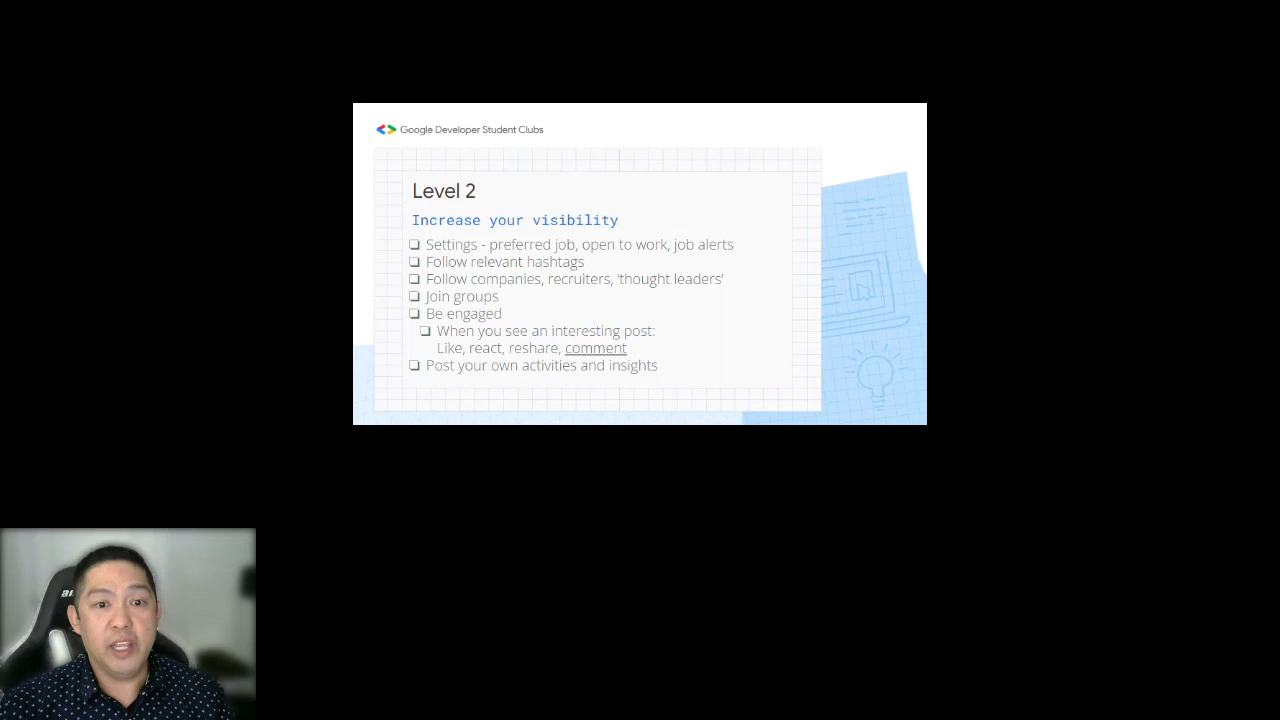 Google Developer Student Clubs
Level 2
Increase your visibility
❏ Settings - preferred job, open to work, job alerts
❏ Follow relevant hashtags
❏ Follow companies, recruiters, ‘thought leaders’
❏ Join groups
❏ Be engaged
❏ When you see an interesting post:
Like, react, reshare, comment
❏ Post your own activities and insights